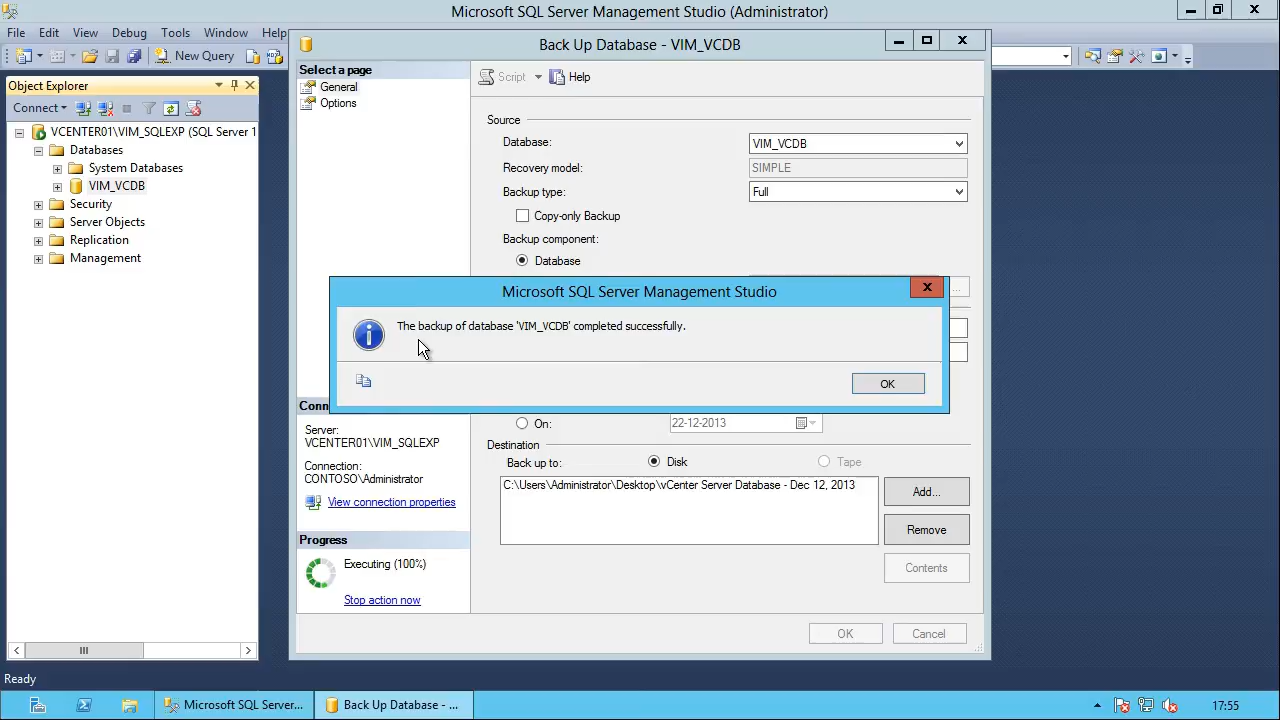 Microsoft SQL Server Management Studio (Administrator)
File Edit View Debug Tools Window Help
New Query
Object Explorer
Connect
VCENTER01\VIM_SQLEXP (SQL Server 1
Databases
System Databases
VIM_VCDB
Security
Server Objects
Replication
Management
Back Up Database - VIM_VCDB
Select a page
General
Options
Script Help
Source
Database: VIM_VCDB
Recovery model: SIMPLE
Backup type: Full
Copy-only Backup
Backup component:
Database
...
Microsoft SQL Server Management Studio
The backup of database 'VIM_VCDB' completed successfully.
OK
On: 22-12-2013
Destination
Back up to: Disk Tape
C:\Users\Administrator\Desktop\vCenter Server Database - Dec 12, 2013
Add...
Remove
Contents
Server:
VCENTER01\VIM_SQLEXP
Connection:
CONTOSO\Administrator
View connection properties
Progress
Executing (100%)
Stop action now
OK Cancel
Ready
Microsoft SQL Server... Back Up Database - ... 17:55